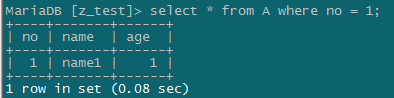 MariaDB [z_test]> select * from A where no = 1;
+----+-------+------+
| no | name  | age  |
+----+-------+------+
|  1 | name1 |    1 |
+----+-------+------+
1 row in set (0.08 sec)